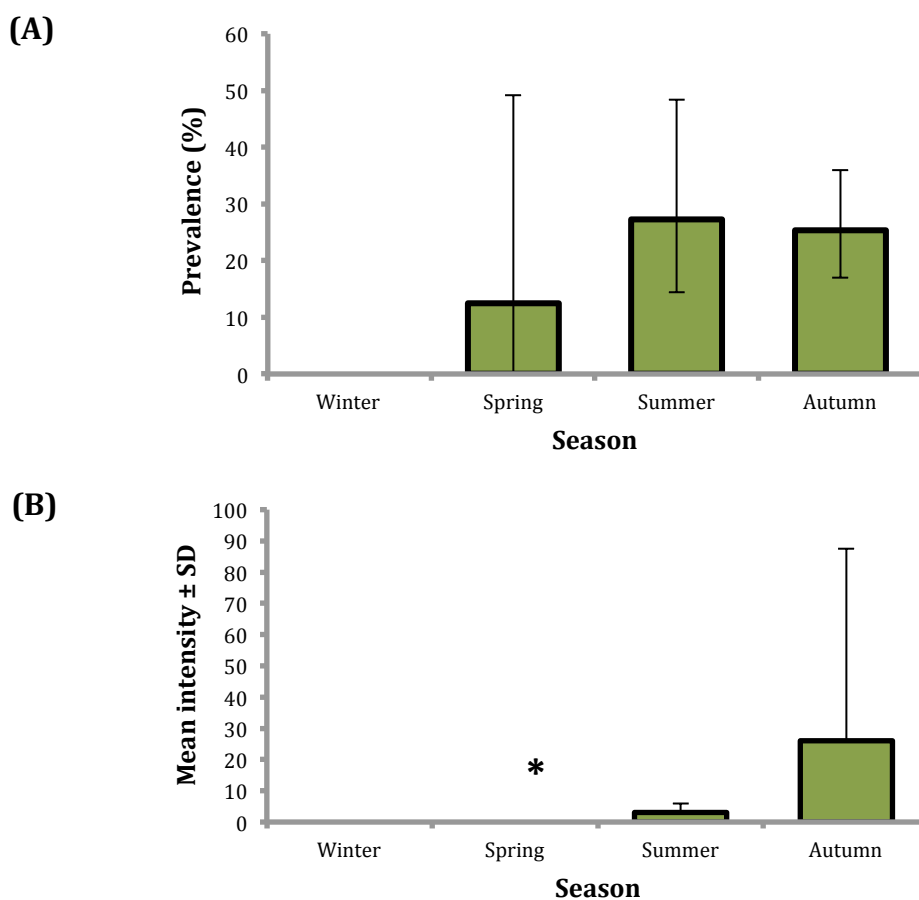 (A)
Prevalence (%)
60
50
40
30
20
10
0
Winter Spring Summer Autumn
Season
(B)
Mean intensity ± SD
100
90
80
70
60
50
40
30
20
10
0
*
Winter Spring Summer Autumn
Season